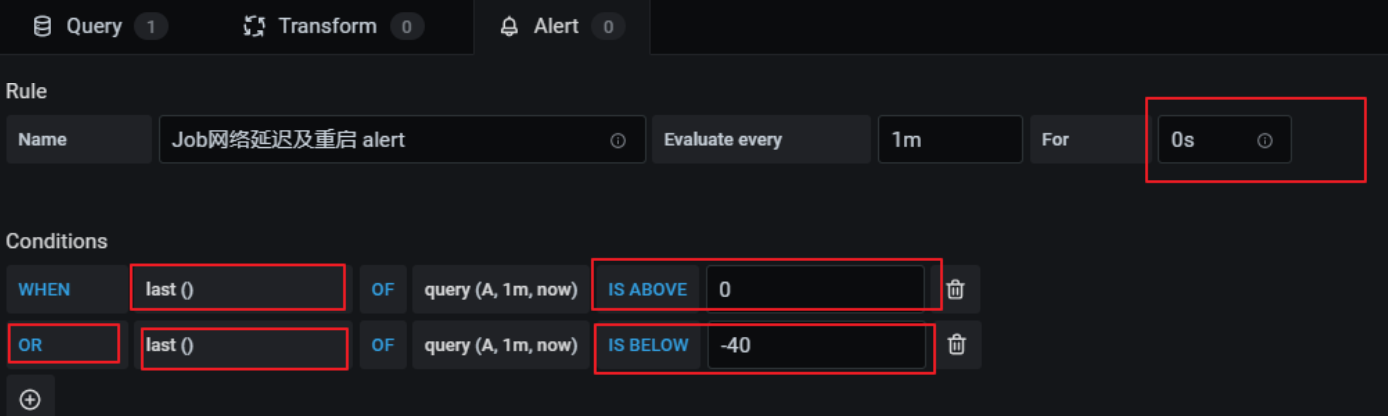 Query 1 Transform 0 Alert 0
Rule
Name Job网络延迟及重启 alert Evaluate every 1m For 0s
Conditions
WHEN last () OF query (A, 1m, now) IS ABOVE 0
OR last () OF query (A, 1m, now) IS BELOW -40